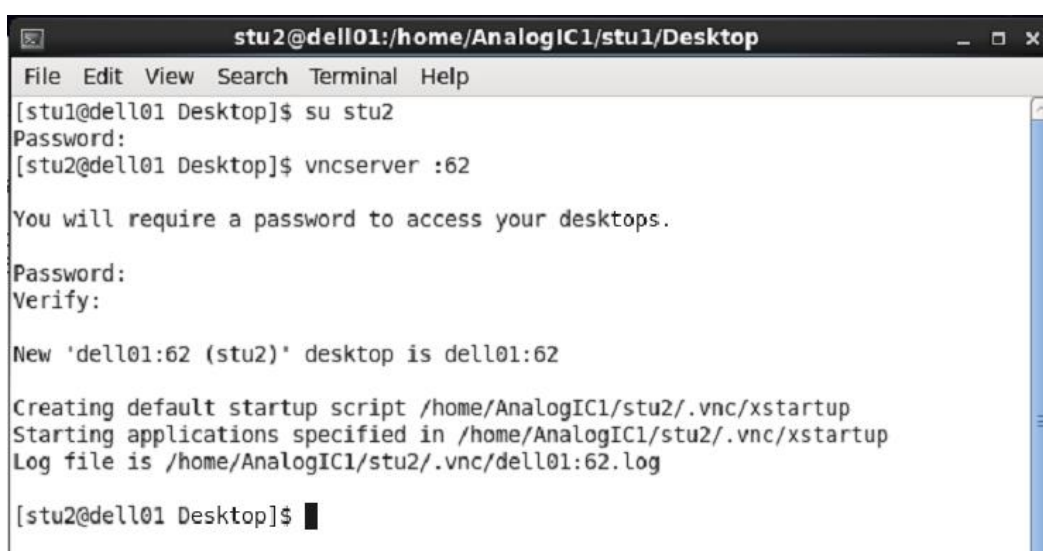 stu2@dell01:/home/AnalogIC1/stu1/Desktop
File Edit View Search Terminal Help
[stu1@dell01 Desktop]$ su stu2
Password:
[stu2@dell01 Desktop]$ vncserver :62
You will require a password to access your desktops.
Password:
Verify:
New 'dell01:62 (stu2)' desktop is dell01:62
Creating default startup script /home/AnalogIC1/stu2/.vnc/xstartup
Starting applications specified in /home/AnalogIC1/stu2/.vnc/xstartup
Log file is /home/AnalogIC1/stu2/.vnc/dell01:62.log
[stu2@dell01 Desktop]$